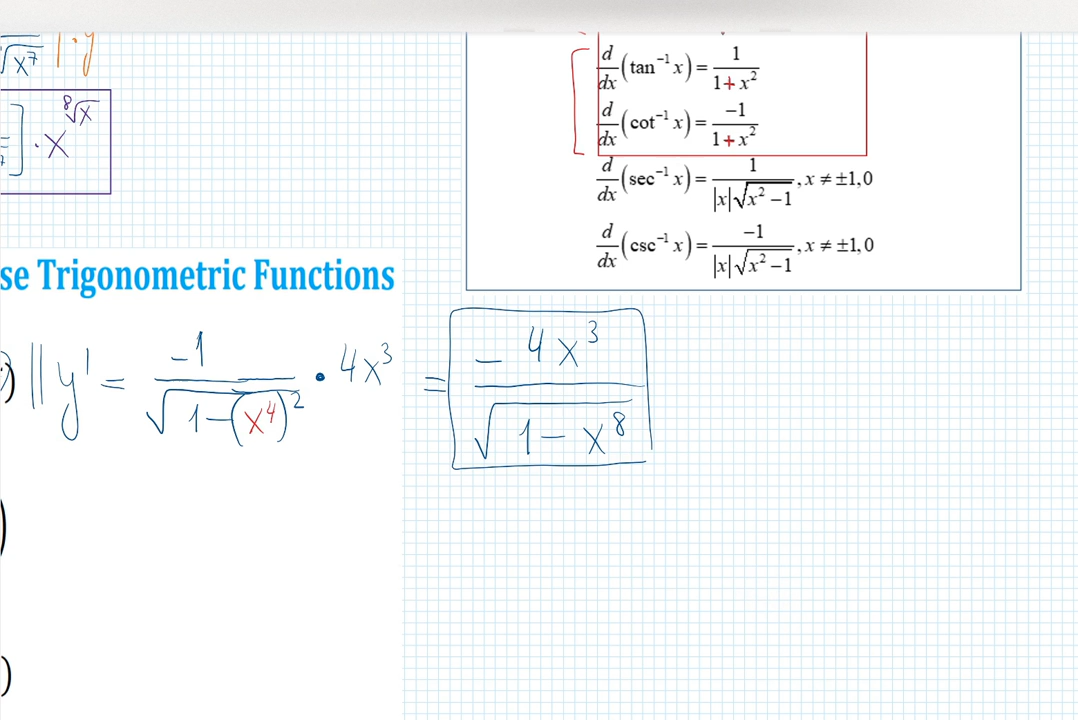 √x⁷ | · y
] · x^⁸√x
d/dx (tan⁻¹ x) = 1/(1+x²)
d/dx (cot⁻¹ x) = -1/(1+x²)
d/dx (sec⁻¹ x) = 1/(|x|√(x²-1)), x ≠ ±1,0
d/dx (csc⁻¹ x) = -1/(|x|√(x²-1)), x ≠ ±1,0
se Trigonometric Functions
) || y' = -1/√(1-(x⁴)²) • 4x³ = -4x³/√(1-x⁸)
)
)